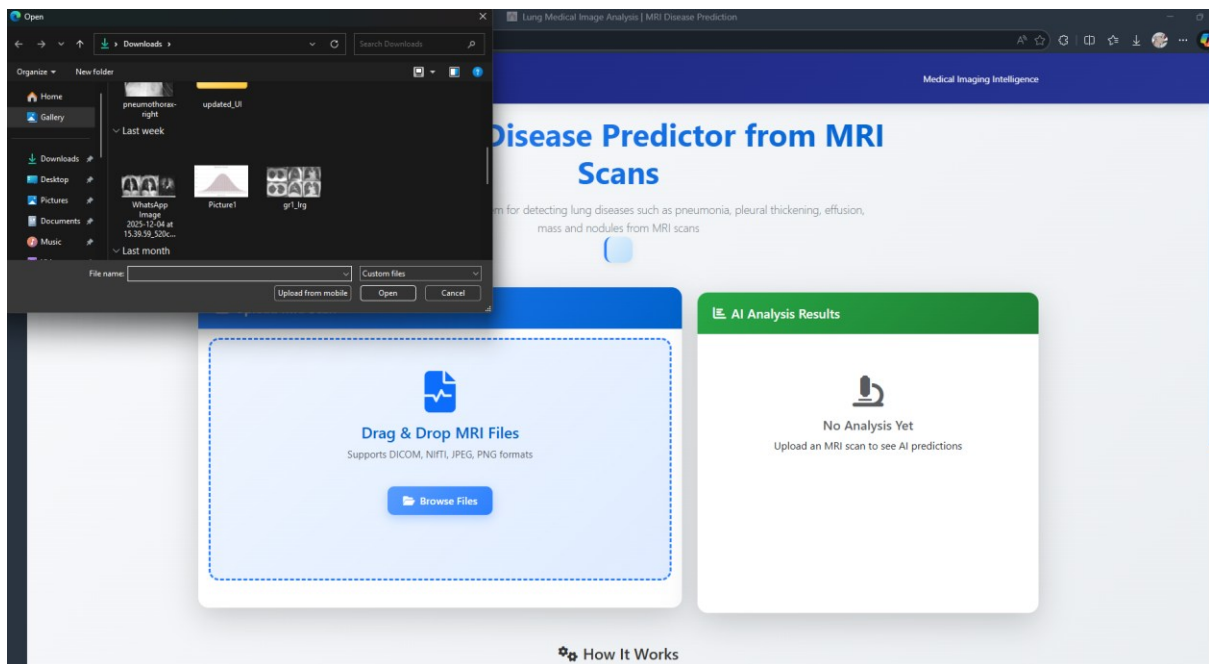 Open
Lung Medical Image Analysis | MRI Disease Prediction
Downloads
Search Downloads
Organize
New folder
Home
Gallery
Downloads
Desktop
Pictures
Documents
Music
pneumothorax-
right
updated_UI
Last week
WhatsApp
Image
2025-12-04 at
15.39.59_520c...
Picture1
gr1_lrg
Last month
File name:
Custom files
Upload from mobile
Open
Cancel
Medical Imaging Intelligence
Disease Predictor from MRI
Scans
for detecting lung diseases such as pneumonia, pleural thickening, effusion,
mass and nodules from MRI scans
Drag & Drop MRI Files
Supports DICOM, NIfTI, JPEG, PNG formats
Browse Files
AI Analysis Results
No Analysis Yet
Upload an MRI scan to see AI predictions
How It Works